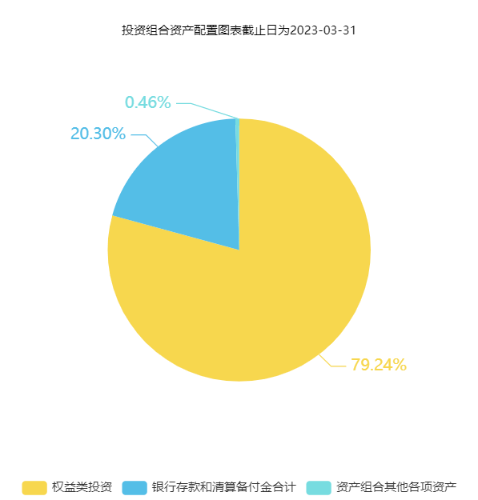 投资组合资产配置图表截止日为2023-03-31
0.46%
20.30%
79.24%
权益类投资 银行存款和清算备付金合计 资产组合其他各项资产